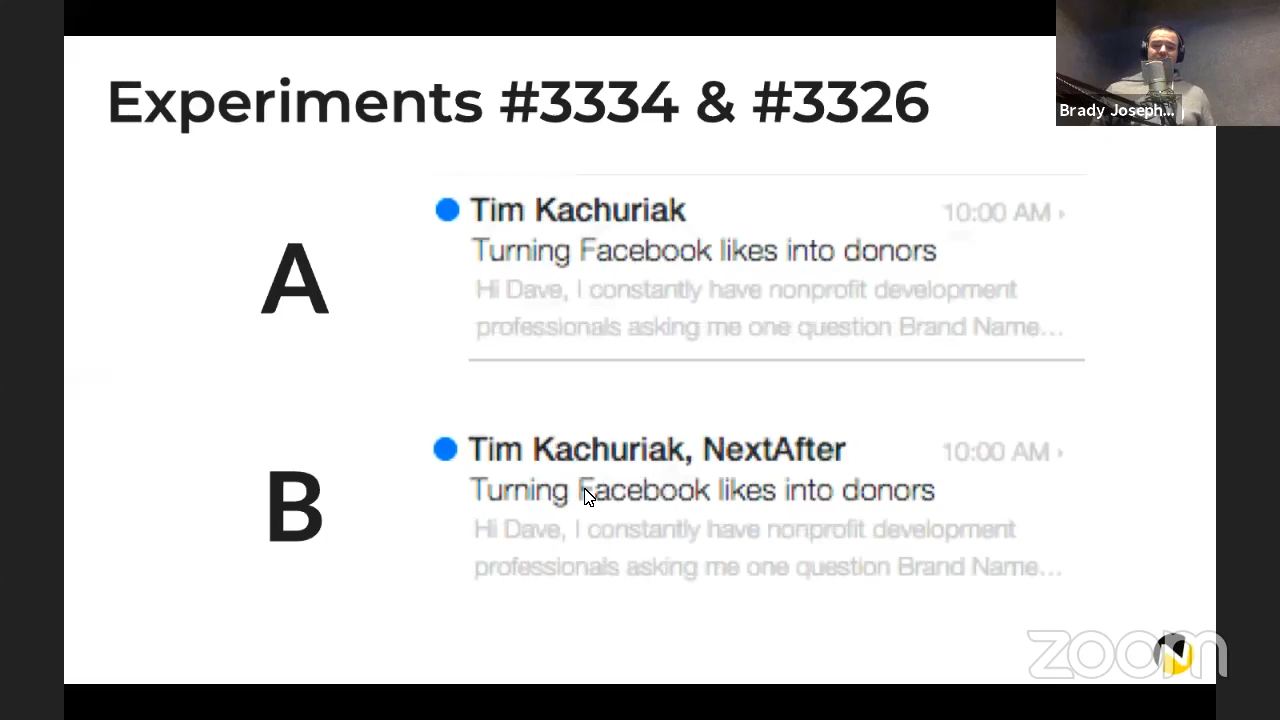 Experiments #3334 & #3326
Brady Joseph...
A
Tim Kachuriak
10:00 AM ›
Turning Facebook likes into donors
Hi Dave, I constantly have nonprofit development
professionals asking me one question Brand Name...
B
Tim Kachuriak, NextAfter
10:00 AM ›
Turning Facebook likes into donors
Hi Dave, I constantly have nonprofit development
professionals asking me one question Brand Name...
zoom
N